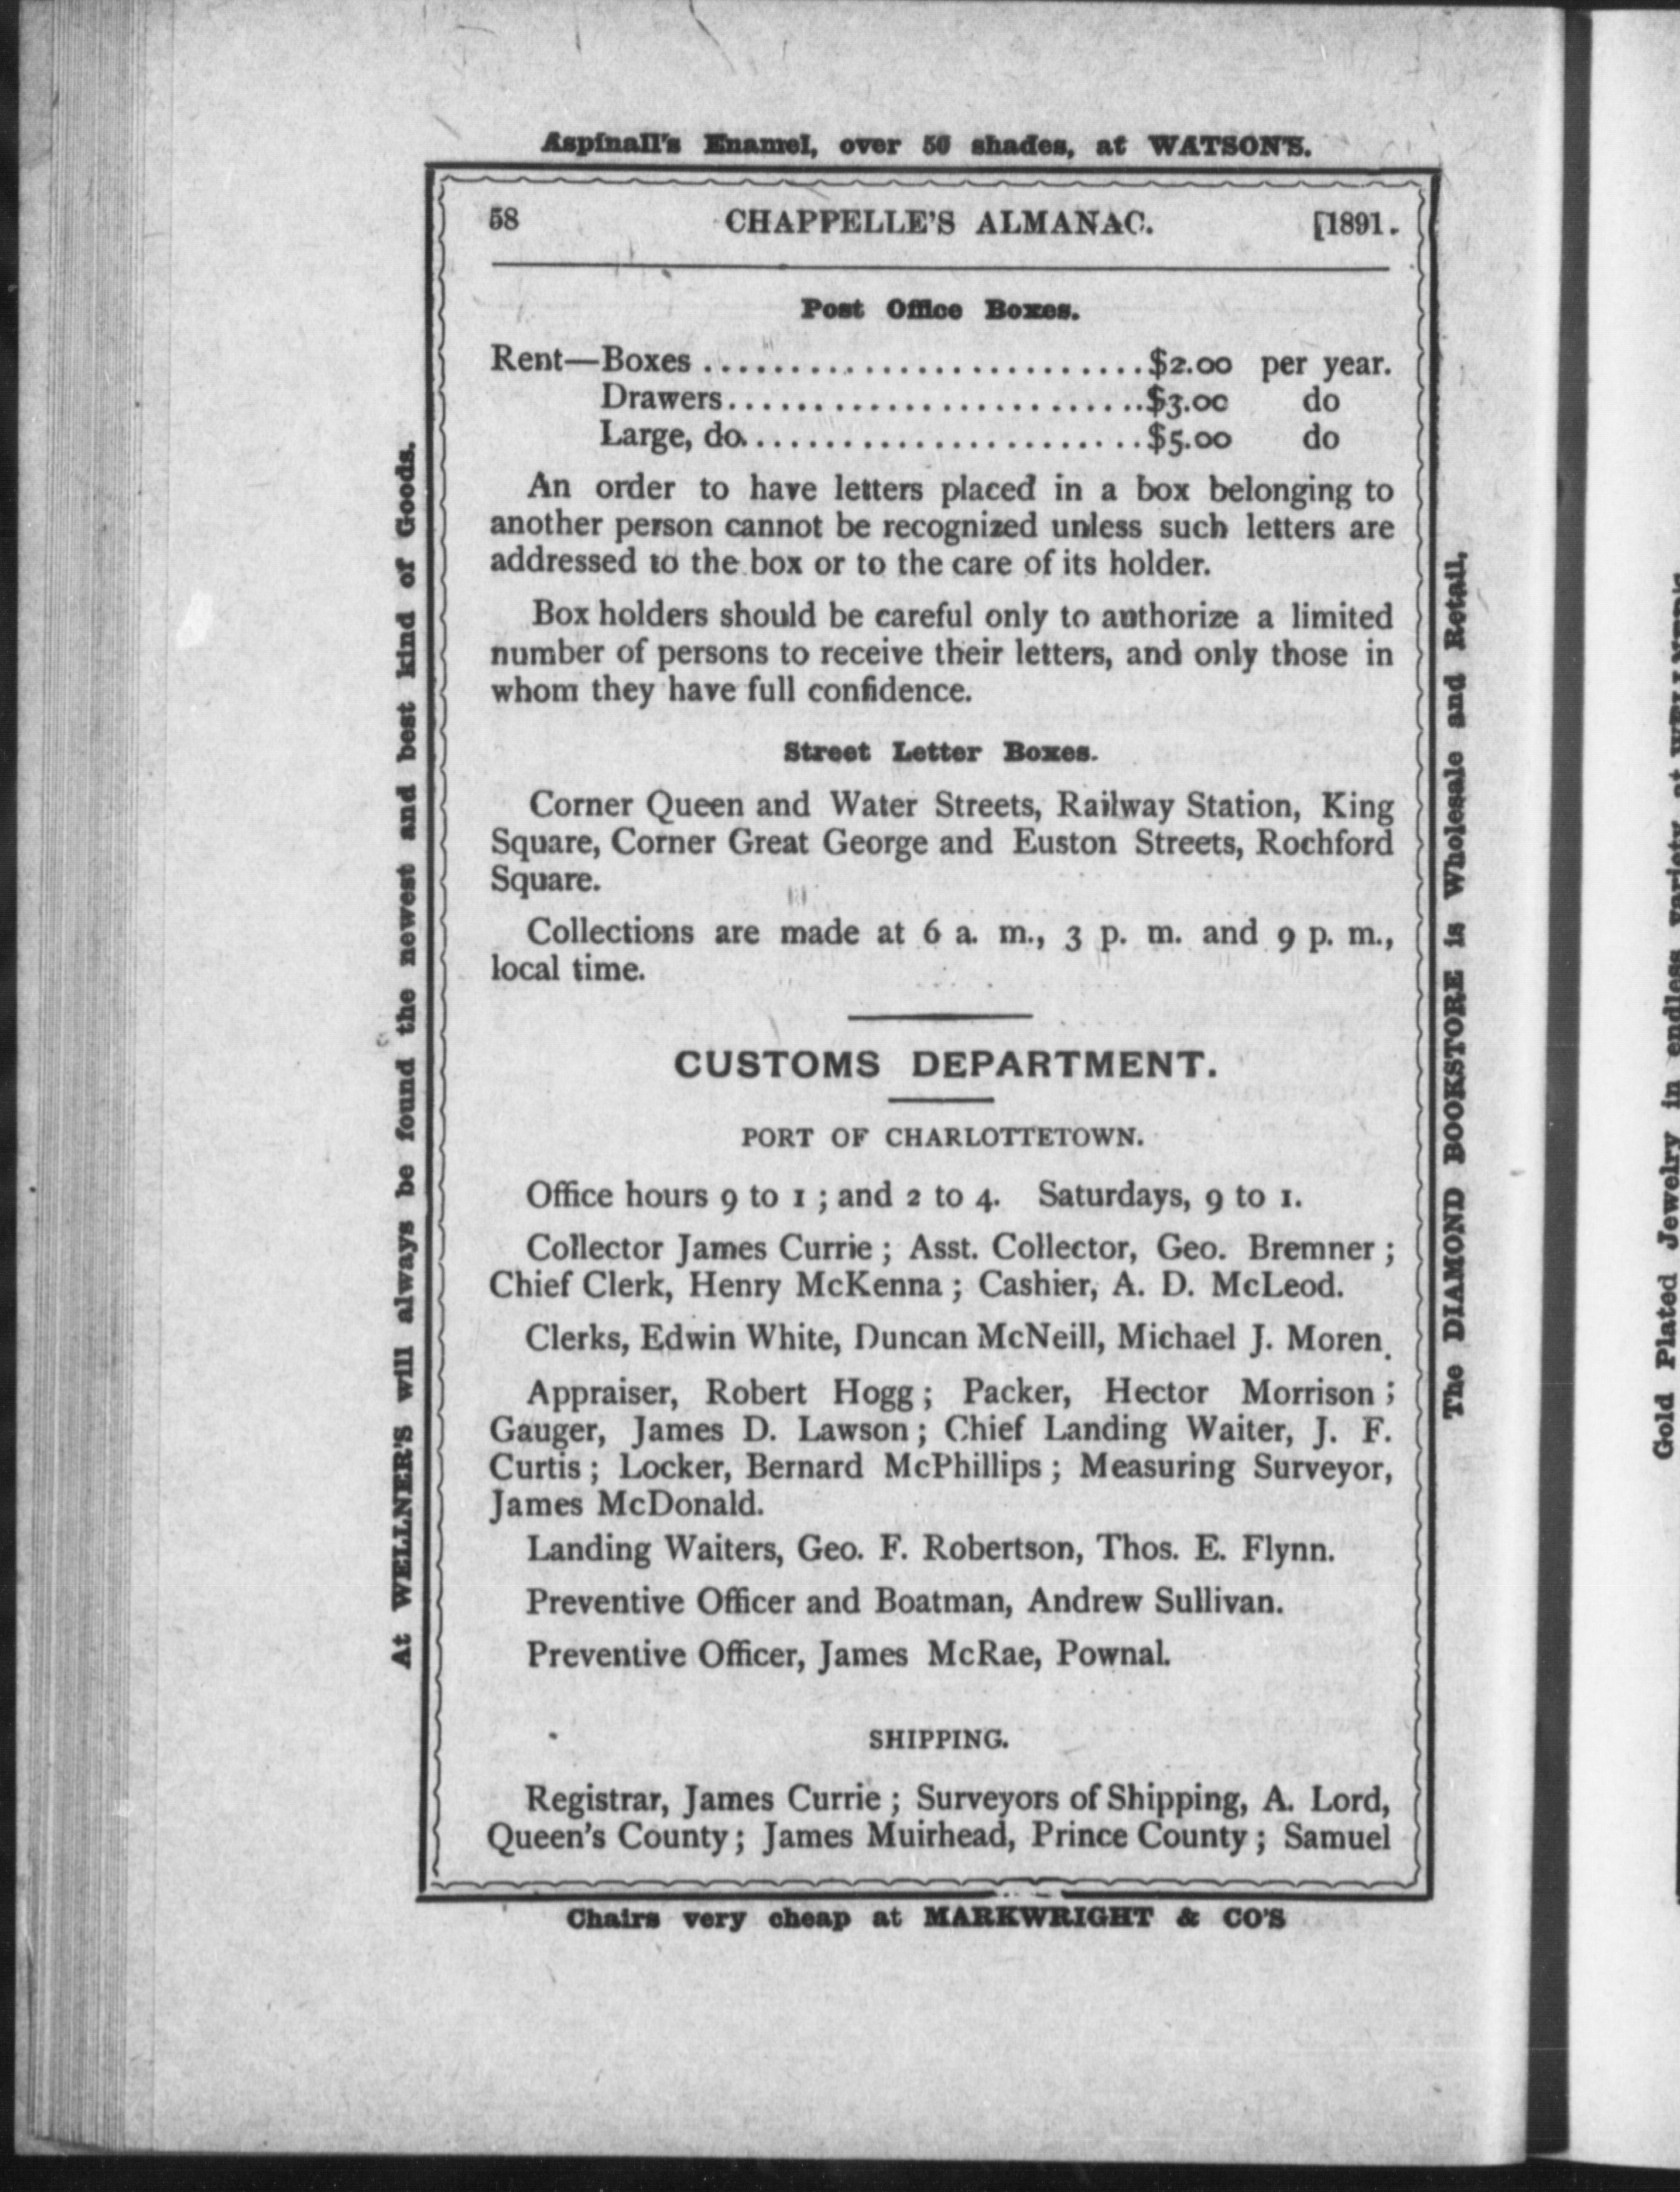 Aspinall's Enamel, over 50 shades, at WATSON'S.
58 CHAPPELLE'S ALMANAC. [1891.
Post Office Boxes.
Rent—Boxes ..........................$2.00 per year.
Drawers..........................$3.00 do
Large, do..........................$5.00 do
An order to have letters placed in a box belonging to
another person cannot be recognized unless such letters are
addressed to the box or to the care of its holder.
Box holders should be careful only to authorize a limited
number of persons to receive their letters, and only those in
whom they have full confidence.
Street Letter Boxes.
Corner Queen and Water Streets, Railway Station, King
Square, Corner Great George and Euston Streets, Rochford
Square.
Collections are made at 6 a. m., 3 p. m. and 9 p. m.,
local time.
CUSTOMS DEPARTMENT.
PORT OF CHARLOTTETOWN.
Office hours 9 to 1 ; and 2 to 4. Saturdays, 9 to 1.
Collector James Currie ; Asst. Collector, Geo. Bremner ;
Chief Clerk, Henry McKenna ; Cashier, A. D. McLeod.
Clerks, Edwin White, Duncan McNeill, Michael J. Moren.
Appraiser, Robert Hogg ; Packer, Hector Morrison ;
Gauger, James D. Lawson ; Chief Landing Waiter, J. F.
Curtis ; Locker, Bernard McPhillips ; Measuring Surveyor,
James McDonald.
Landing Waiters, Geo. F. Robertson, Thos. E. Flynn.
Preventive Officer and Boatman, Andrew Sullivan.
Preventive Officer, James McRae, Pownal.
SHIPPING.
Registrar, James Currie ; Surveyors of Shipping, A. Lord,
Queen's County ; James Muirhead, Prince County ; Samuel
Chairs very cheap at MARKWRIGHT & CO'S
At WELLNER'S will always be found the newest and best kind of Goods.
The DIAMOND BOOKSTORE is Wholesale and Retail.
Gold Plated Jewelry in endless variety at